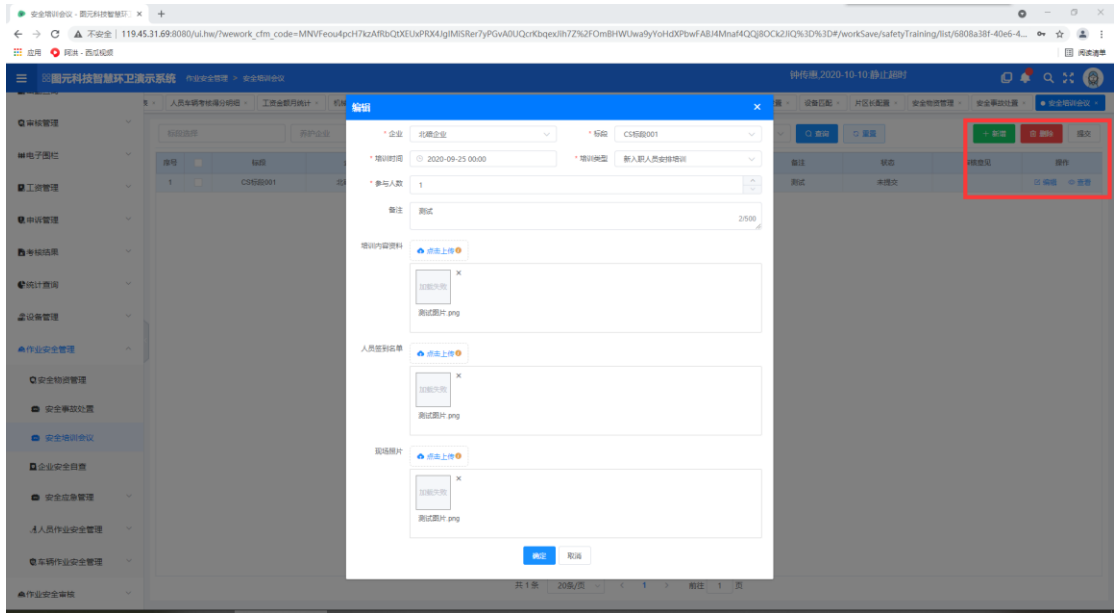 安全培训会议 - 图元科技智慧环
不安全 | 119.45.31.69:8080/ui.hw/?wework_cfm_code=
应用 阿洪 - 西瓜视频 阅读清单
图元科技智慧环卫演示系统 作业安全管理 > 安全培训会议 钟传惠,2020-10-10 静止超时
人员车辆考核得分明细 工资金额月统计 机械 设备匹配 片区长配置 安全物资管理 安全事故处置 安全培训会议
编辑
审核管理
电子围栏
工资管理
申诉管理
考核结果
统计查询
设备管理
作业安全管理
安全物资管理
安全事故处置
安全培训会议
企业安全自查
安全应急管理
人员作业安全管理
车辆作业安全管理
作业安全审核
标段选择 养护企业 查询 重置 + 新增 删除 提交
序号 标段 备注 状态 审核意见 操作
1 CS标段001 测试 未提交 编辑 查看
* 企业 北碚企业 * 标段 CS标段001
* 培训时间 2020-09-25 00:00 * 培训类型 新入职人员安排培训
* 参与人数 1
备注 测试
2/500
培训内容资料 点击上传
加载失败
测试图片.png
人员签到名单 点击上传
加载失败
测试图片.png
现场照片 点击上传
加载失败
测试图片.png
确定 取消
共 1 条 20条/页 < 1 > 前往 1 页